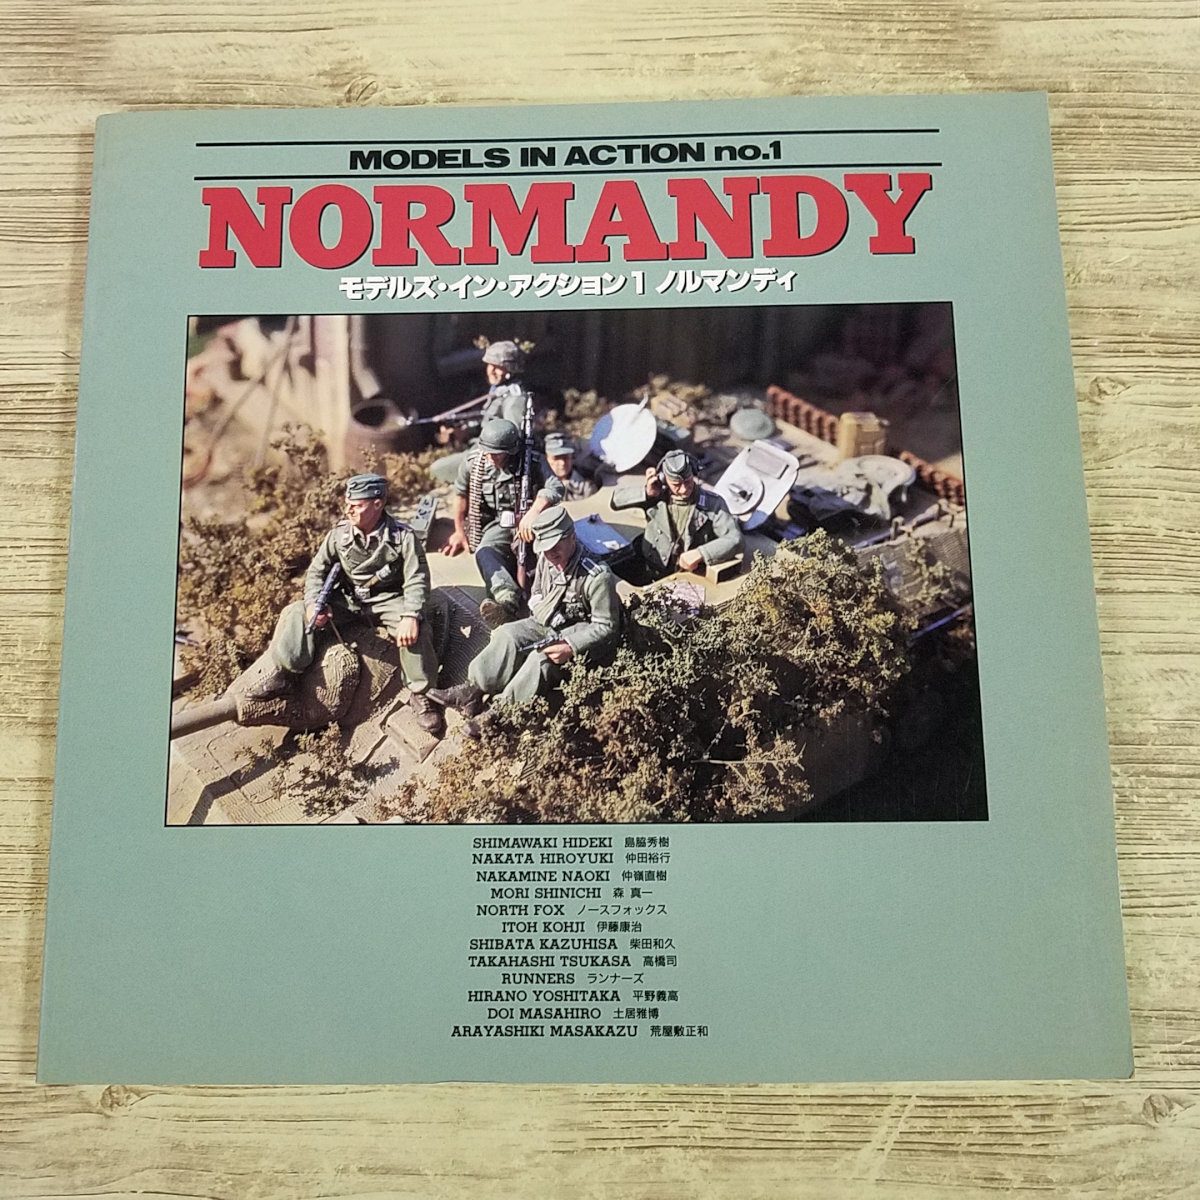 MODELS IN ACTION no.1
NORMANDY
モデルズ・イン・アクション1 ノルマンディ
SHIMAWAKI HIDEKI 島脇秀樹
NAKATA HIROYUKI 仲田裕行
NAKAMINE NAOKI 仲嶺直樹
MORI SHINICHI 森 真一
NORTH FOX ノースフォックス
ITOH KOHJI 伊藤康治
SHIBATA KAZUHISA 柴田和久
TAKAHASHI TSUKASA 高橋司
RUNNERS ランナーズ
HIRANO YOSHITAKA 平野義高
DOI MASAHIRO 土居雅博
ARAYASHIKI MASAKAZU 荒屋敷正和